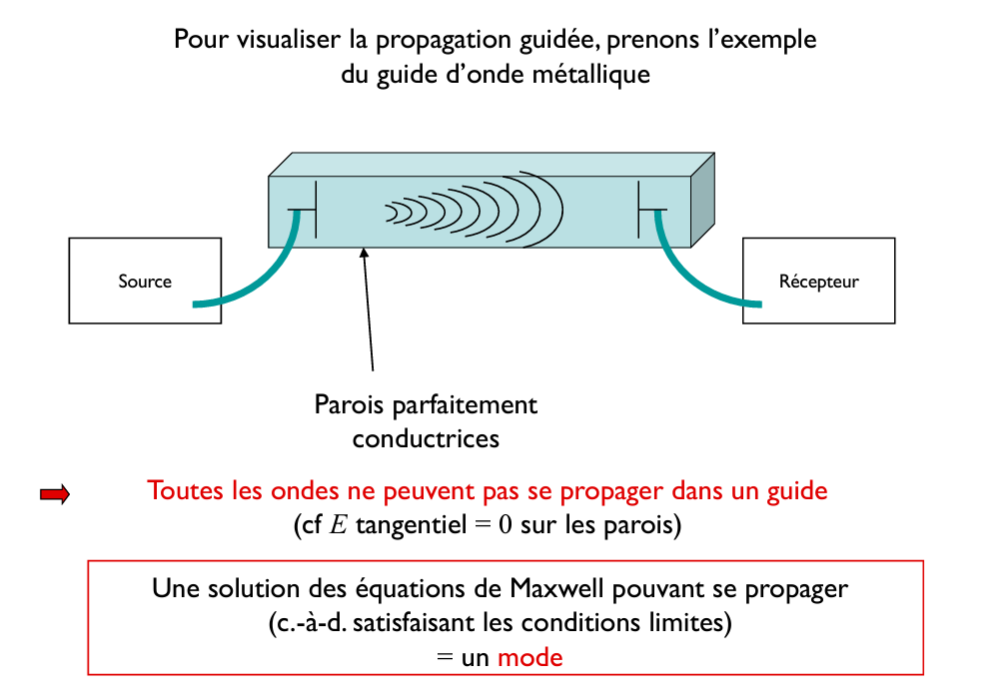 Pour visualiser la propagation guidée, prenons l’exemple
du guide d’onde métallique
Source
Récepteur
Parois parfaitement
conductrices
Toutes les ondes ne peuvent pas se propager dans un guide
(cf E tangentiel = 0 sur les parois)
Une solution des équations de Maxwell pouvant se propager
(c.-à-d. satisfaisant les conditions limites)
= un mode